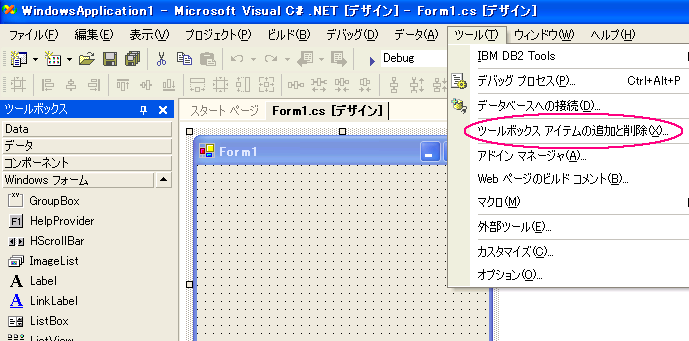 WindowsApplication1 - Microsoft Visual C# .NET [デザイン] - Form1.cs [デザイン]
ファイル(F) 編集(E) 表示(V) プロジェクト(P) ビルド(B) デバッグ(D) データ(A) ツール(T) ウィンドウ(W) ヘルプ(H)
Debug
IBM DB2 Tools
デバッグ プロセス(P)... Ctrl+Alt+P
データベースへの接続(D)...
ツールボックス アイテムの追加と削除(X)...
アドイン マネージャ(A)...
Web ページのビルド コメント(B)...
マクロ(M)
外部ツール(E)...
カスタマイズ(C)...
オプション(O)...
ツールボックス
Data
データ
コンポーネント
Windows フォーム
GroupBox
HelpProvider
HScrollBar
ImageList
Label
LinkLabel
ListBox
ListView
スタート ページ Form1.cs [デザイン]
Form1